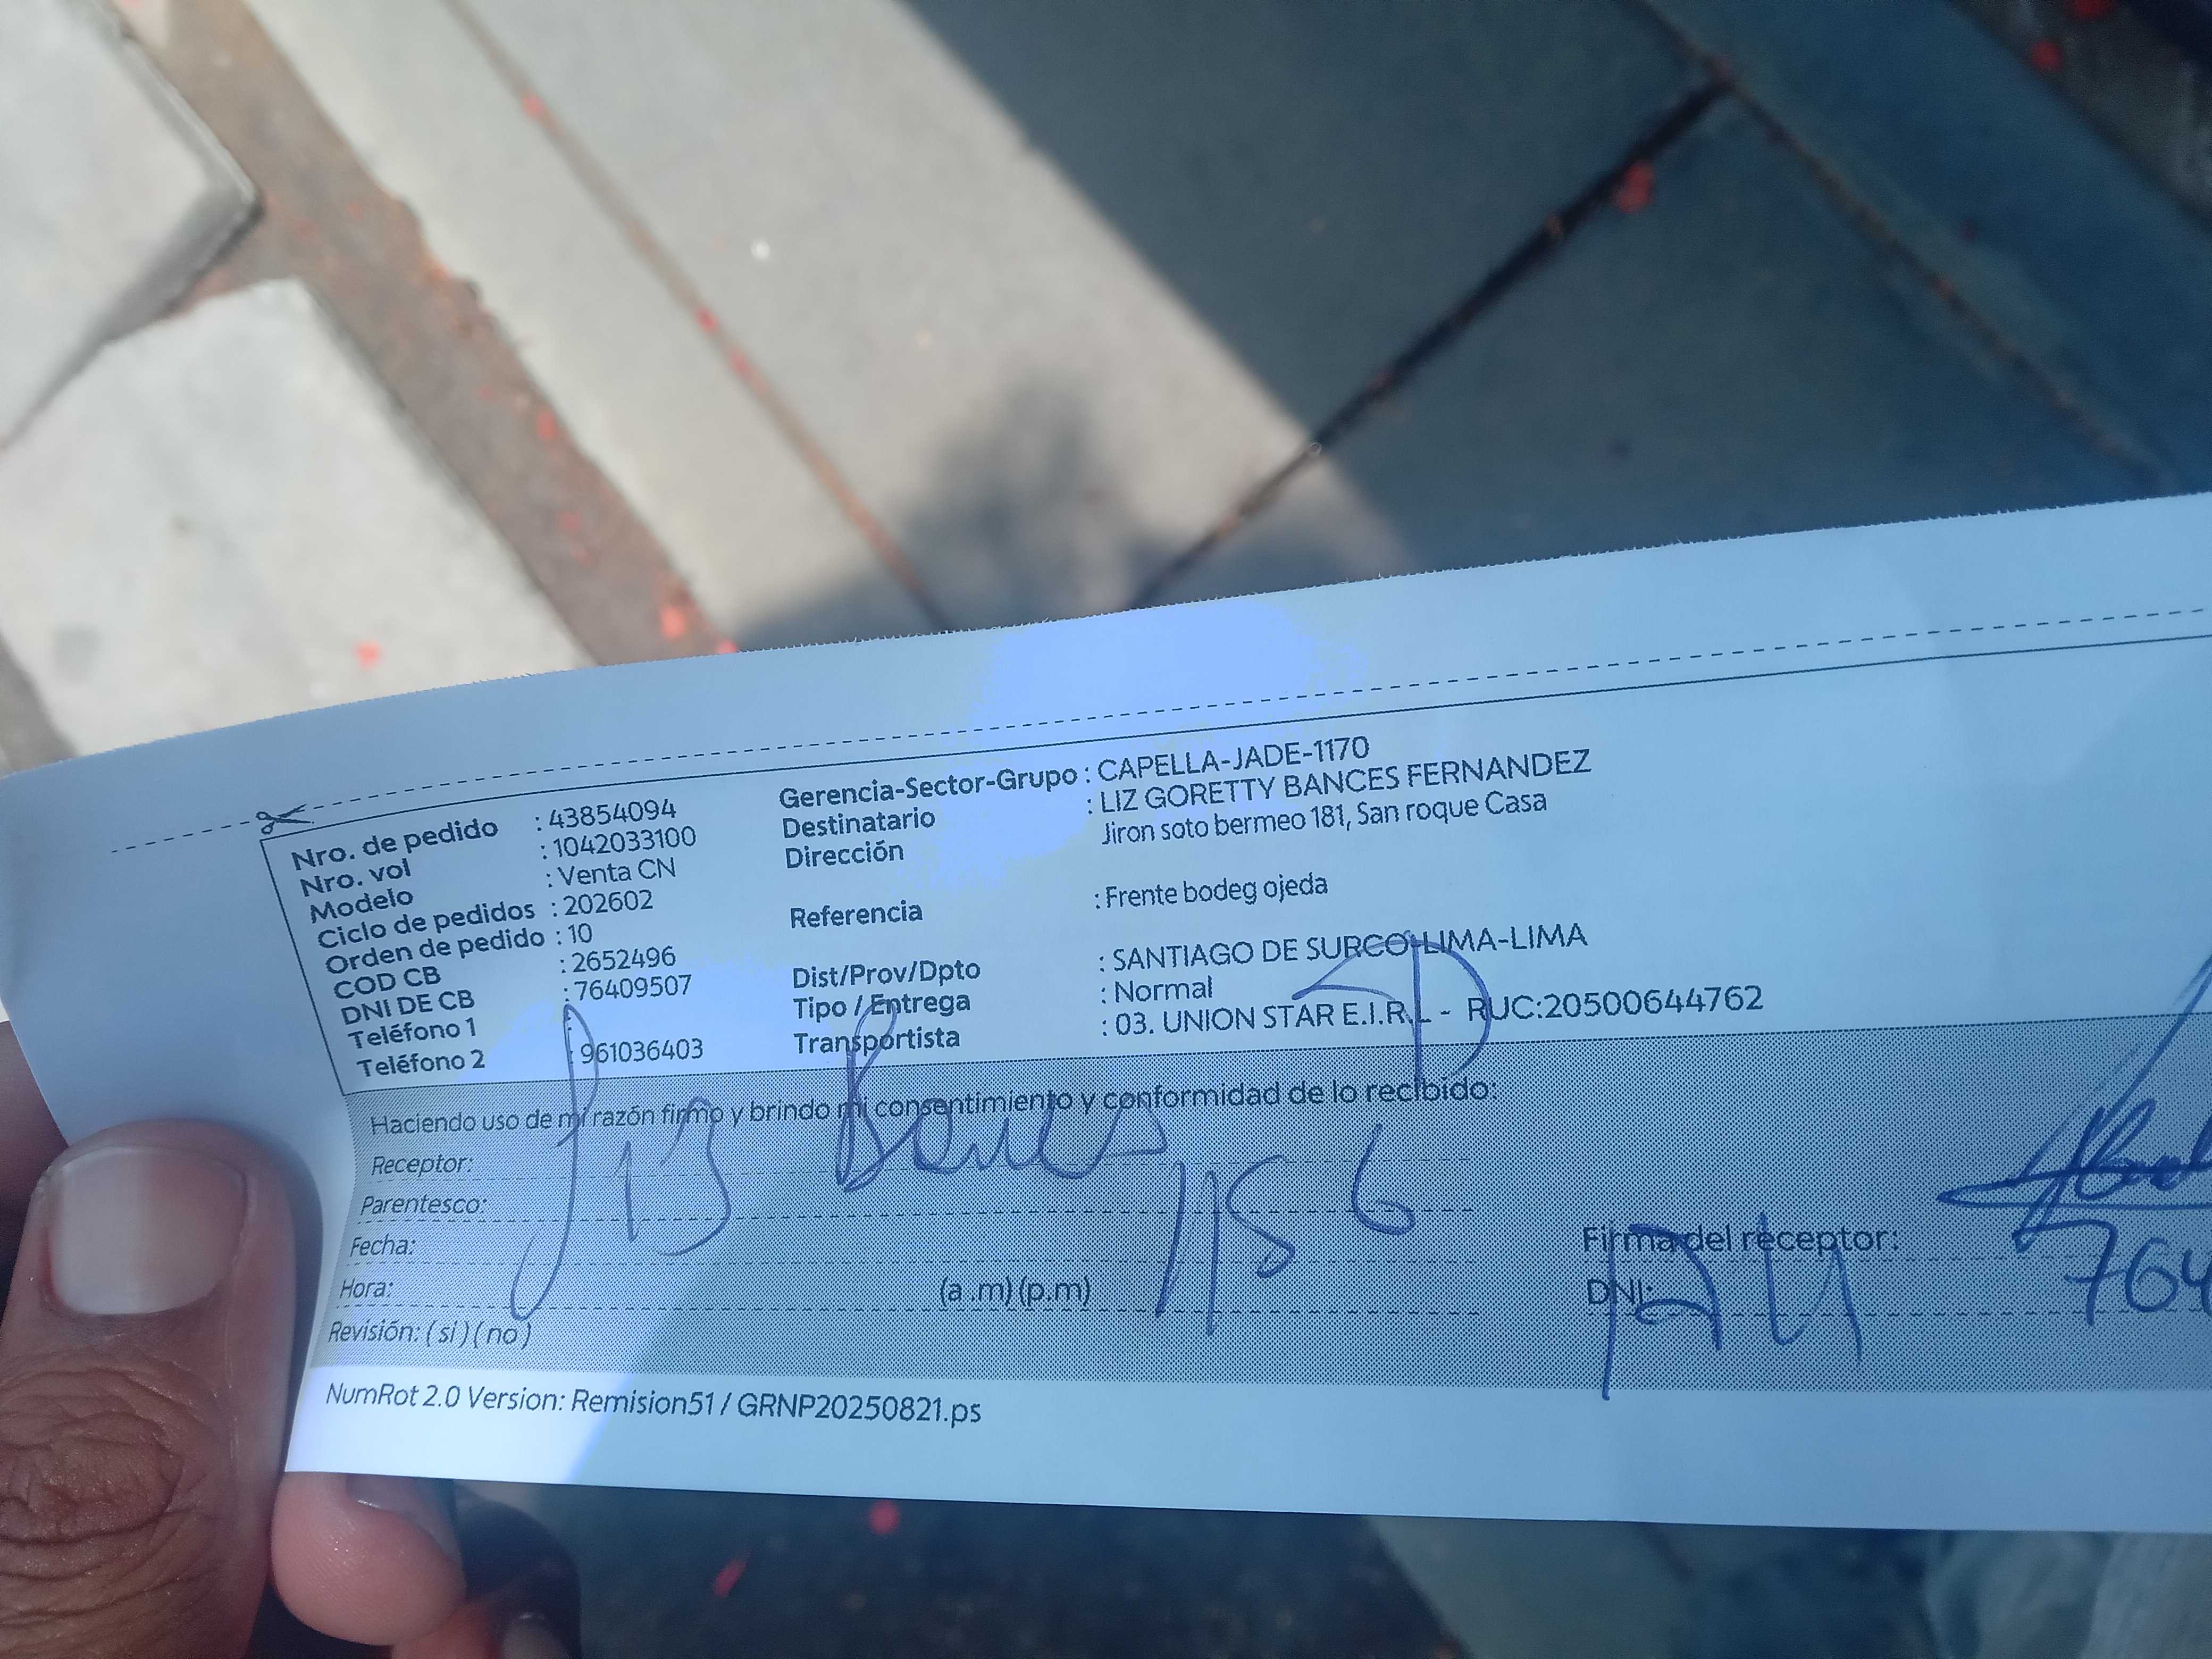 Nro. de pedido : 43854094
Nro. vol : 1042033100
Modelo : Venta CN
Ciclo de pedidos : 202602
Orden de pedido : 10
COD CB : 2652496
DNI DE CB : 76409507
Teléfono 1 :
Teléfono 2 : 961036403
Gerencia-Sector-Grupo : CAPELLA-JADE-1170
Destinatario : LIZ GORETTY BANCES FERNANDEZ
Dirección Jiron soto bermeo 181, San roque Casa
Referencia : Frente bodeg ojeda
Dist/Prov/Dpto : SANTIAGO DE SURCO-LIMA-LIMA
Tipo / Entrega : Normal
Transportista : 03. UNION STAR E.I.R.L - RUC:20500644762
Haciendo uso de mi razón firmo y brindo mi consentimiento y conformidad de lo recibido:
Receptor:
Parentesco:
Fecha:
Hora: (a .m) (p.m)
Revisión: ( si ) ( no )
Firma del receptor:
DNI: 764
NumRot 2.0 Version: Remision51 / GRNP20250821.ps